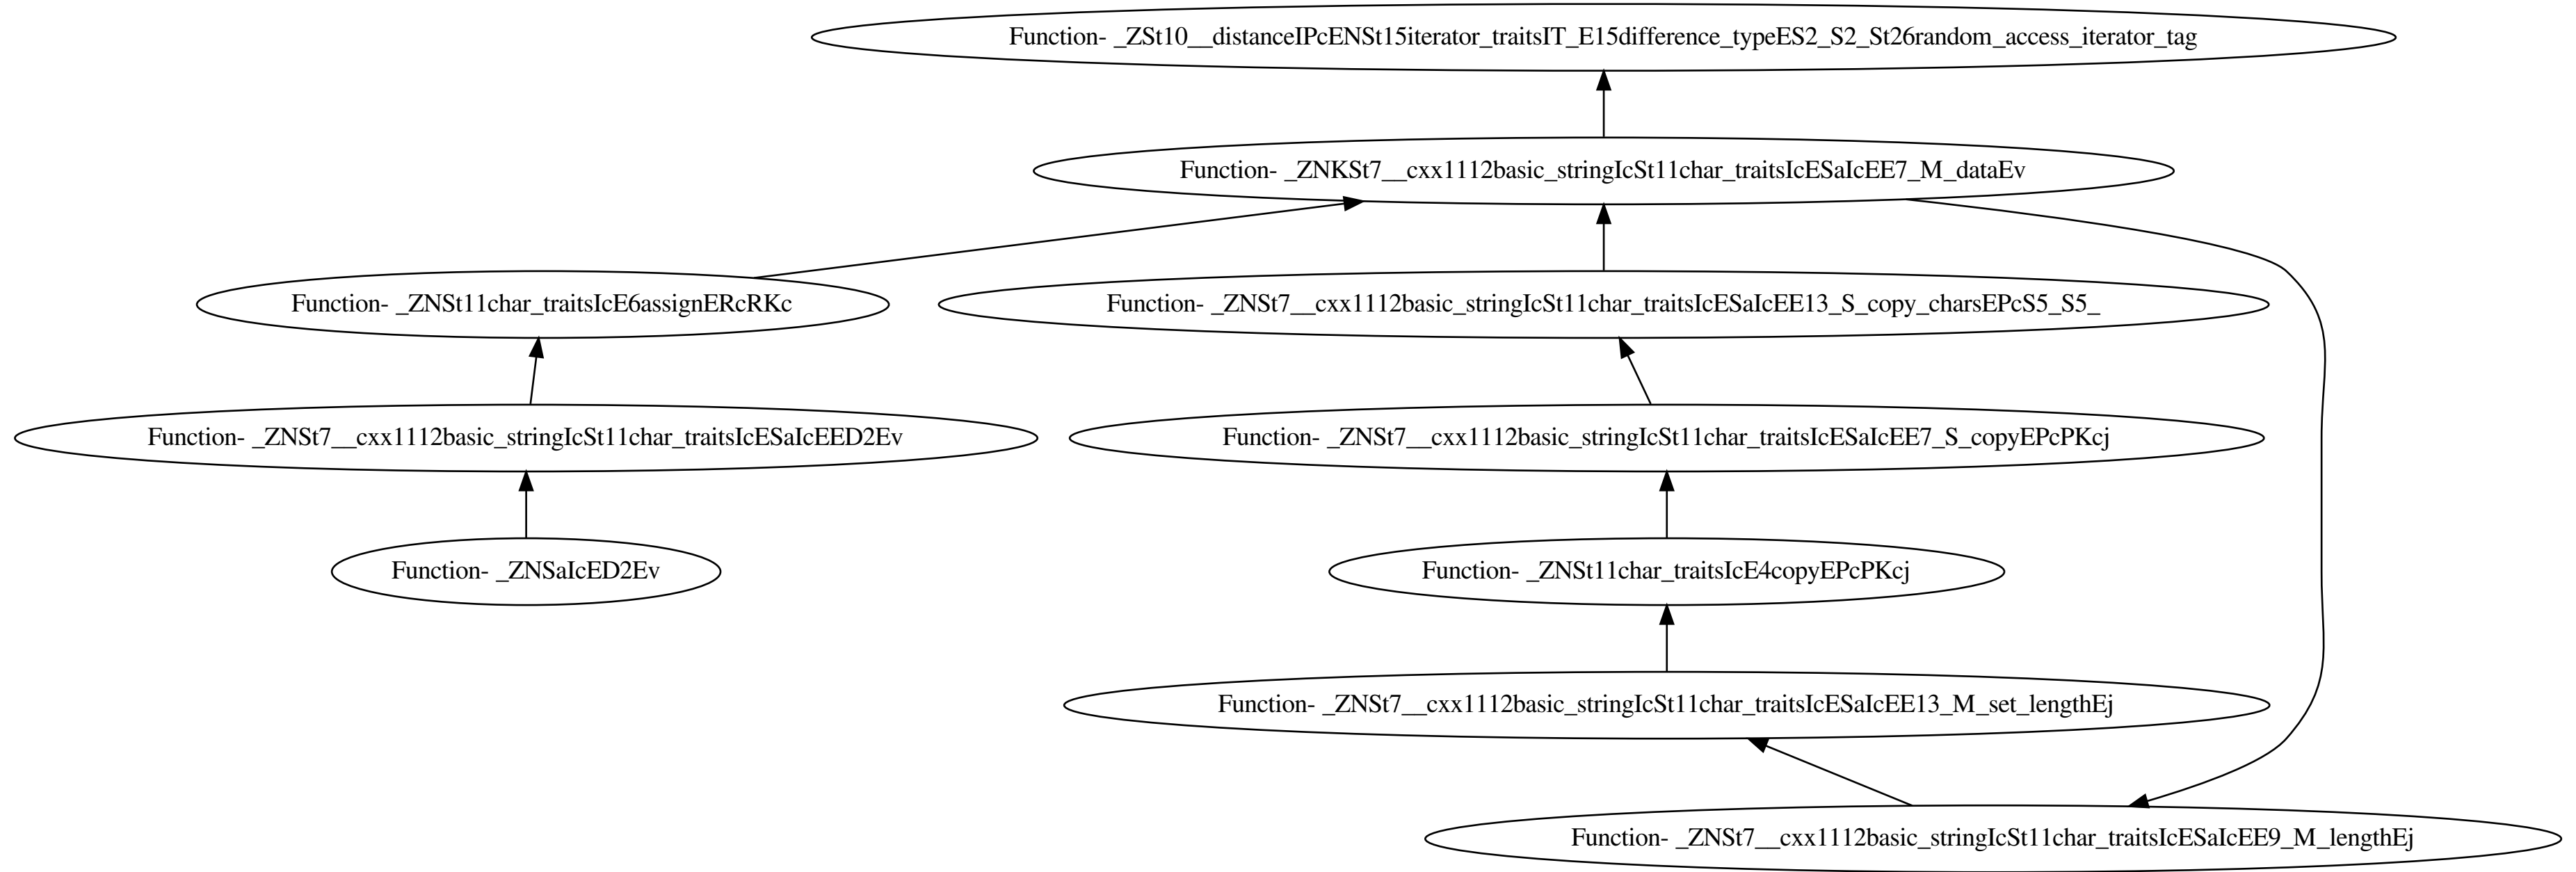 Function- _ZSt10__distanceIPcENSt15iterator_traitsIT_E15difference_typeES2_S2_St26random_access_iterator_tag
Function- _ZNKSt7__cxx1112basic_stringIcSt11char_traitsIcESaIcEE7_M_dataEv
Function- _ZNSt11char_traitsIcE6assignERcRKc
Function- _ZNSt7__cxx1112basic_stringIcSt11char_traitsIcESaIcEE13_S_copy_charsEPcS5_S5_
Function- _ZNSt7__cxx1112basic_stringIcSt11char_traitsIcESaIcEED2Ev
Function- _ZNSt7__cxx1112basic_stringIcSt11char_traitsIcESaIcEE7_S_copyEPcPKcj
Function- _ZNSaIcED2Ev
Function- _ZNSt11char_traitsIcE4copyEPcPKcj
Function- _ZNSt7__cxx1112basic_stringIcSt11char_traitsIcESaIcEE13_M_set_lengthEj
Function- _ZNSt7__cxx1112basic_stringIcSt11char_traitsIcESaIcEE9_M_lengthEj